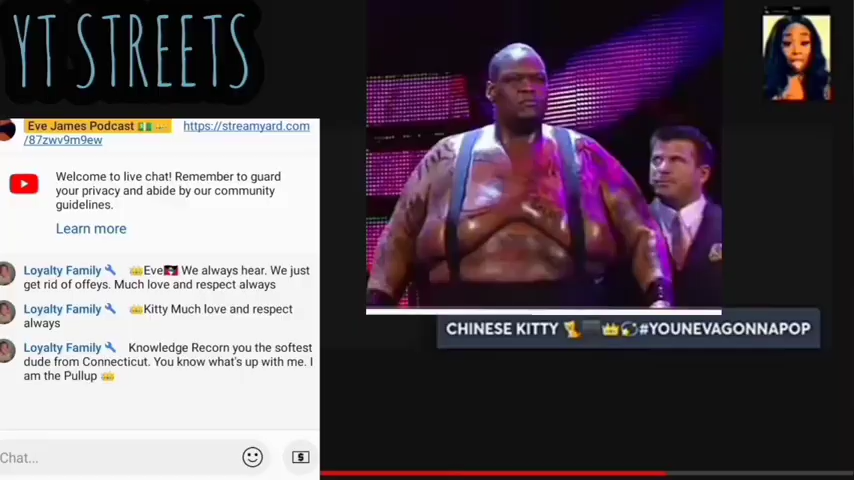 YT STREETS
Eve James Podcast 💵👑 https://streamyard.com
/87zwv9m9ew
Welcome to live chat! Remember to guard
your privacy and abide by our community
guidelines.
Learn more
Loyalty Family 🔧 👑Eve🇦🇬 We always hear. We just
get rid of offeys. Much love and respect always
Loyalty Family 🔧 👑Kitty Much love and respect
always
Loyalty Family 🔧 Knowledge Recorn you the softest
dude from Connecticut. You know what's up with me. I
am the Pullup 👑
Chat...
CHINESE KITTY 🐈⬛👑💫#YOUNEVAGONNAPOP